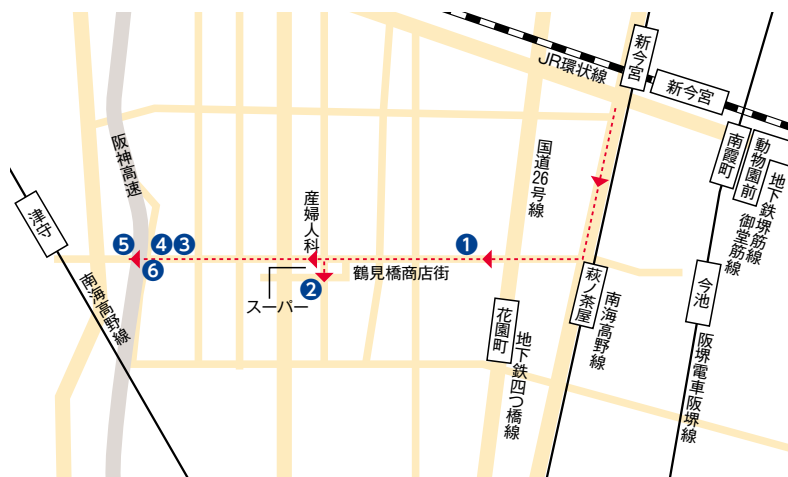 新今宮
JR環状線
新今宮
南霞町
動物園前
地下鉄堺筋線
御堂筋線
阪神高速
国道26号線
産婦人科
津守
5
4
3
6
1
鶴見橋商店街
2
スーパー
南海高野線
萩ノ茶屋
南海高野線
今池
花園町
地下鉄四つ橋線
阪堺電車阪堺線